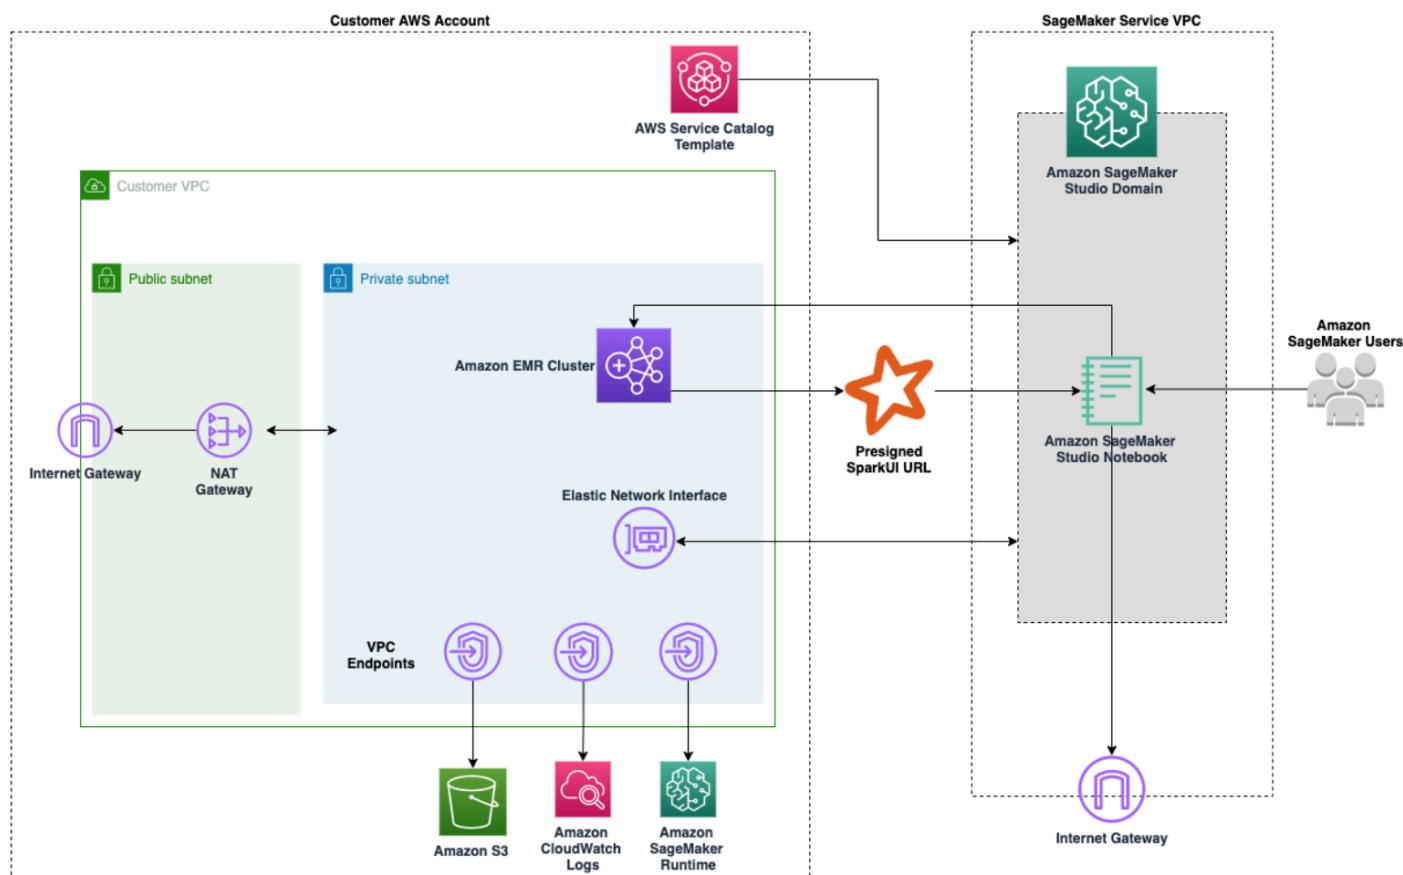 Customer AWS Account
SageMaker Service VPC
AWS Service Catalog
Template
Amazon SageMaker
Studio Domain
Customer VPC
Public subnet
Private subnet
Amazon
SageMaker Users
Amazon EMR Cluster
Presigned
SparkUI URL
Amazon SageMaker
Studio Notebook
Internet Gateway
NAT
Gateway
Elastic Network Interface
VPC
Endpoints
Amazon S3
Amazon
CloudWatch
Logs
Amazon
SageMaker
Runtime
Internet Gateway